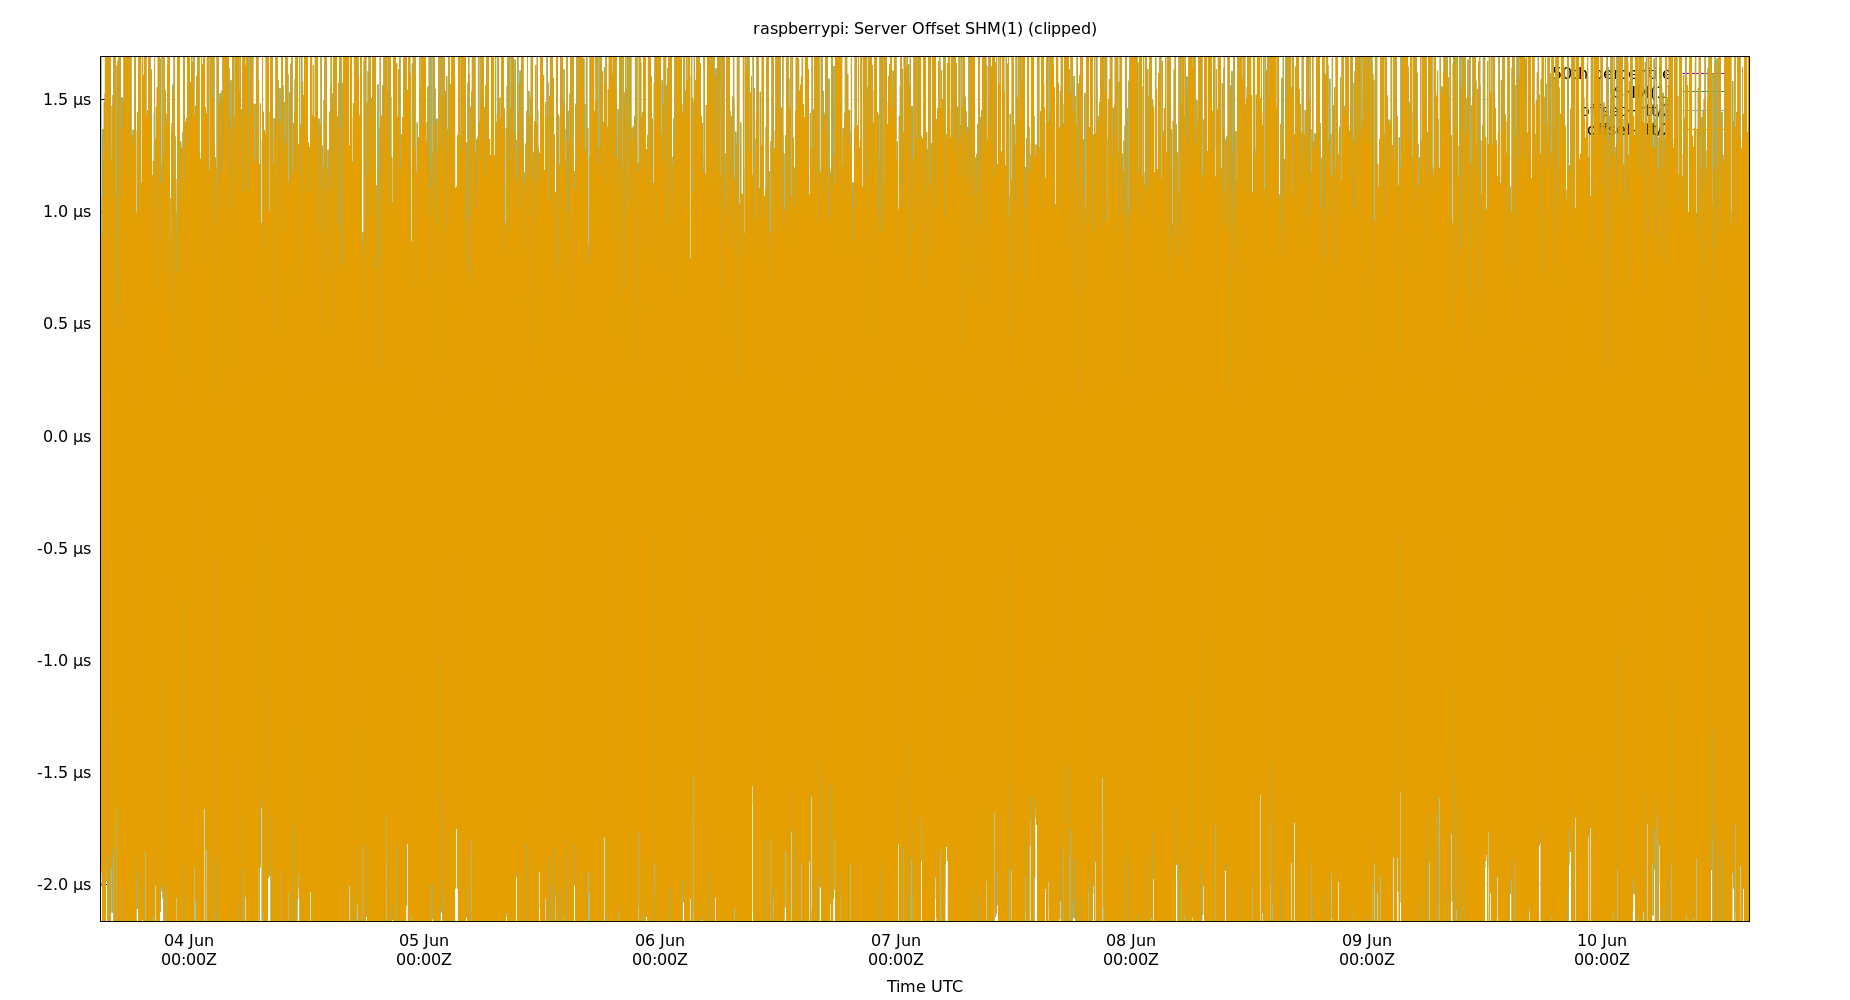 raspberrypi: Server Offset SHM(1) (clipped)
1.5 µs
1.0 µs
0.5 µs
0.0 µs
-0.5 µs
-1.0 µs
-1.5 µs
-2.0 µs
04 Jun 05 Jun 06 Jun 07 Jun 08 Jun 09 Jun 10 Jun
00:00Z 00:00Z 00:00Z 00:00Z 00:00Z 00:00Z 00:00Z
Time UTC